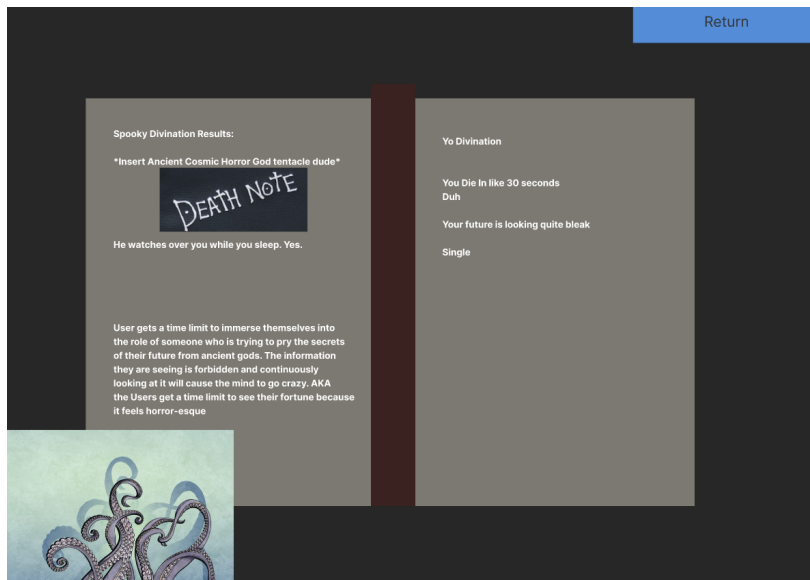 Return
Spooky Divination Results:
*Insert Ancient Cosmic Horror God tentacle dude*
DEATH NOTE
He watches over you while you sleep. Yes.
User gets a time limit to immerse themselves into
the role of someone who is trying to pry the secrets
of their future from ancient gods. The information
they are seeing is forbidden and continuously
looking at it will cause the mind to go crazy. AKA
the Users get a time limit to see their fortune because
it feels horror-esque
Yo Divination
You Die In like 30 seconds
Duh
Your future is looking quite bleak
Single